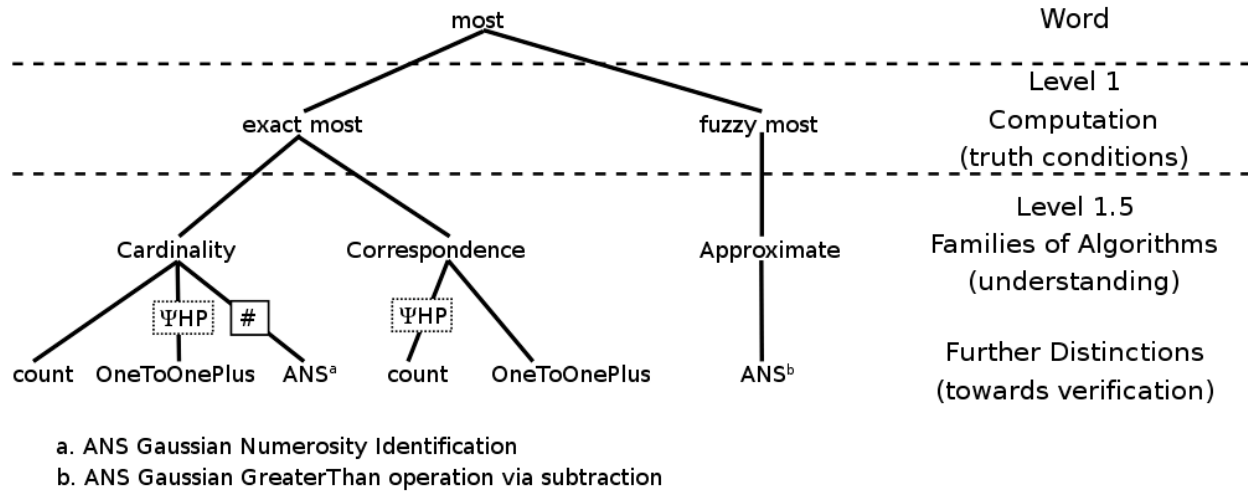 most
Word
Level 1
exact most
fuzzy most
Computation
(truth conditions)
Level 1.5
Cardinality
Correspondence
Approximate
Families of Algorithms
(understanding)
ΨHP
#
ΨHP
Further Distinctions
count
OneToOnePlus
ANSᵃ
count
OneToOnePlus
ANSᵇ
(towards verification)
a. ANS Gaussian Numerosity Identification
b. ANS Gaussian GreaterThan operation via subtraction